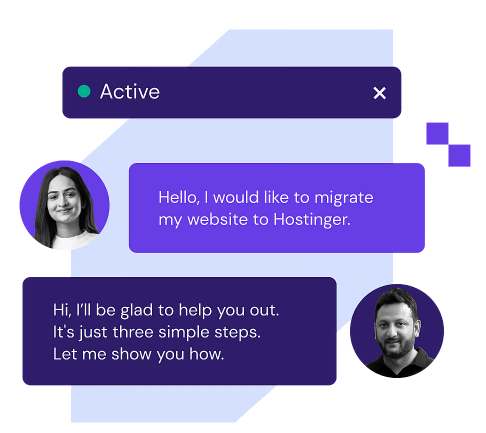 Active
Hello, I would like to migrate
my website to Hostinger.
Hi, I’ll be glad to help you out.
It's just three simple steps.
Let me show you how.